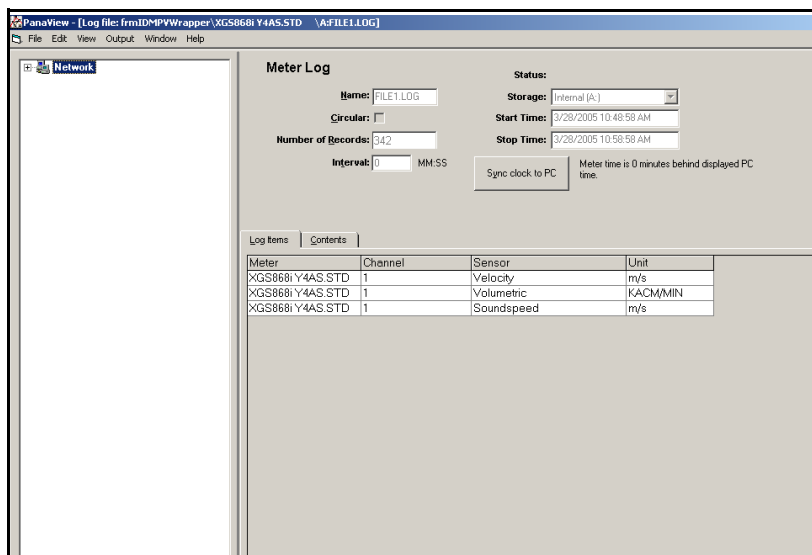 PanaView - [Log file: frmIDMPVWrapper\XGS868i Y4AS.STD \A:FILE1.LOG]
File Edit View Output Window Help
Network
Meter Log
Status:
Name: FILE1.LOG
Storage: Internal (A:)
Circular:
Start Time: 3/28/2005 10:48:58 AM
Number of Records: 342
Stop Time: 3/28/2005 10:58:58 AM
Interval: 0 MM:SS
Sync clock to PC
Meter time is 0 minutes behind displayed PC
time.
Log Items Contents
Meter Channel Sensor Unit
XGS868i Y4AS.STD 1 Velocity m/s
XGS868i Y4AS.STD 1 Volumetric KACM/MIN
XGS868i Y4AS.STD 1 Soundspeed m/s